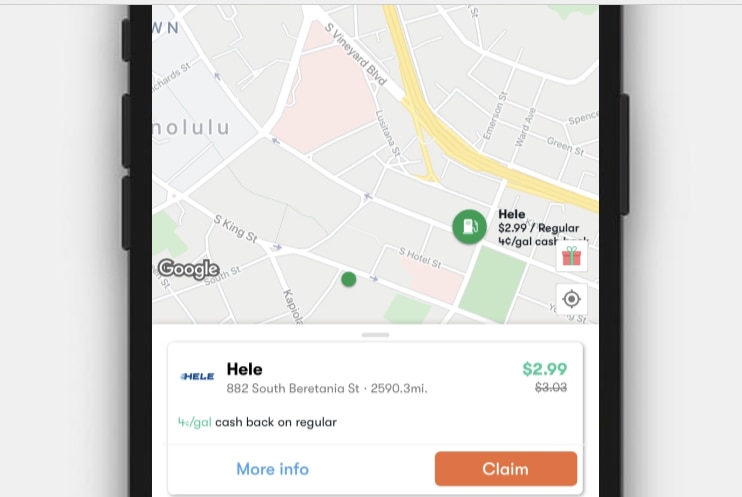 WN
S Vineyard Blvd
chards St
nolulu
Lusitana St
Emerson St
Ward Ave
Spence
Green St
Hele
$2.99 / Regular
4¢/gal cash back
S King St
S Hotel St
Google
South St
Kapiola
Hele
HELE
$2.99
882 South Beretania St · 2590.3mi.
$3.03
4¢/gal cash back on regular
More info
Claim